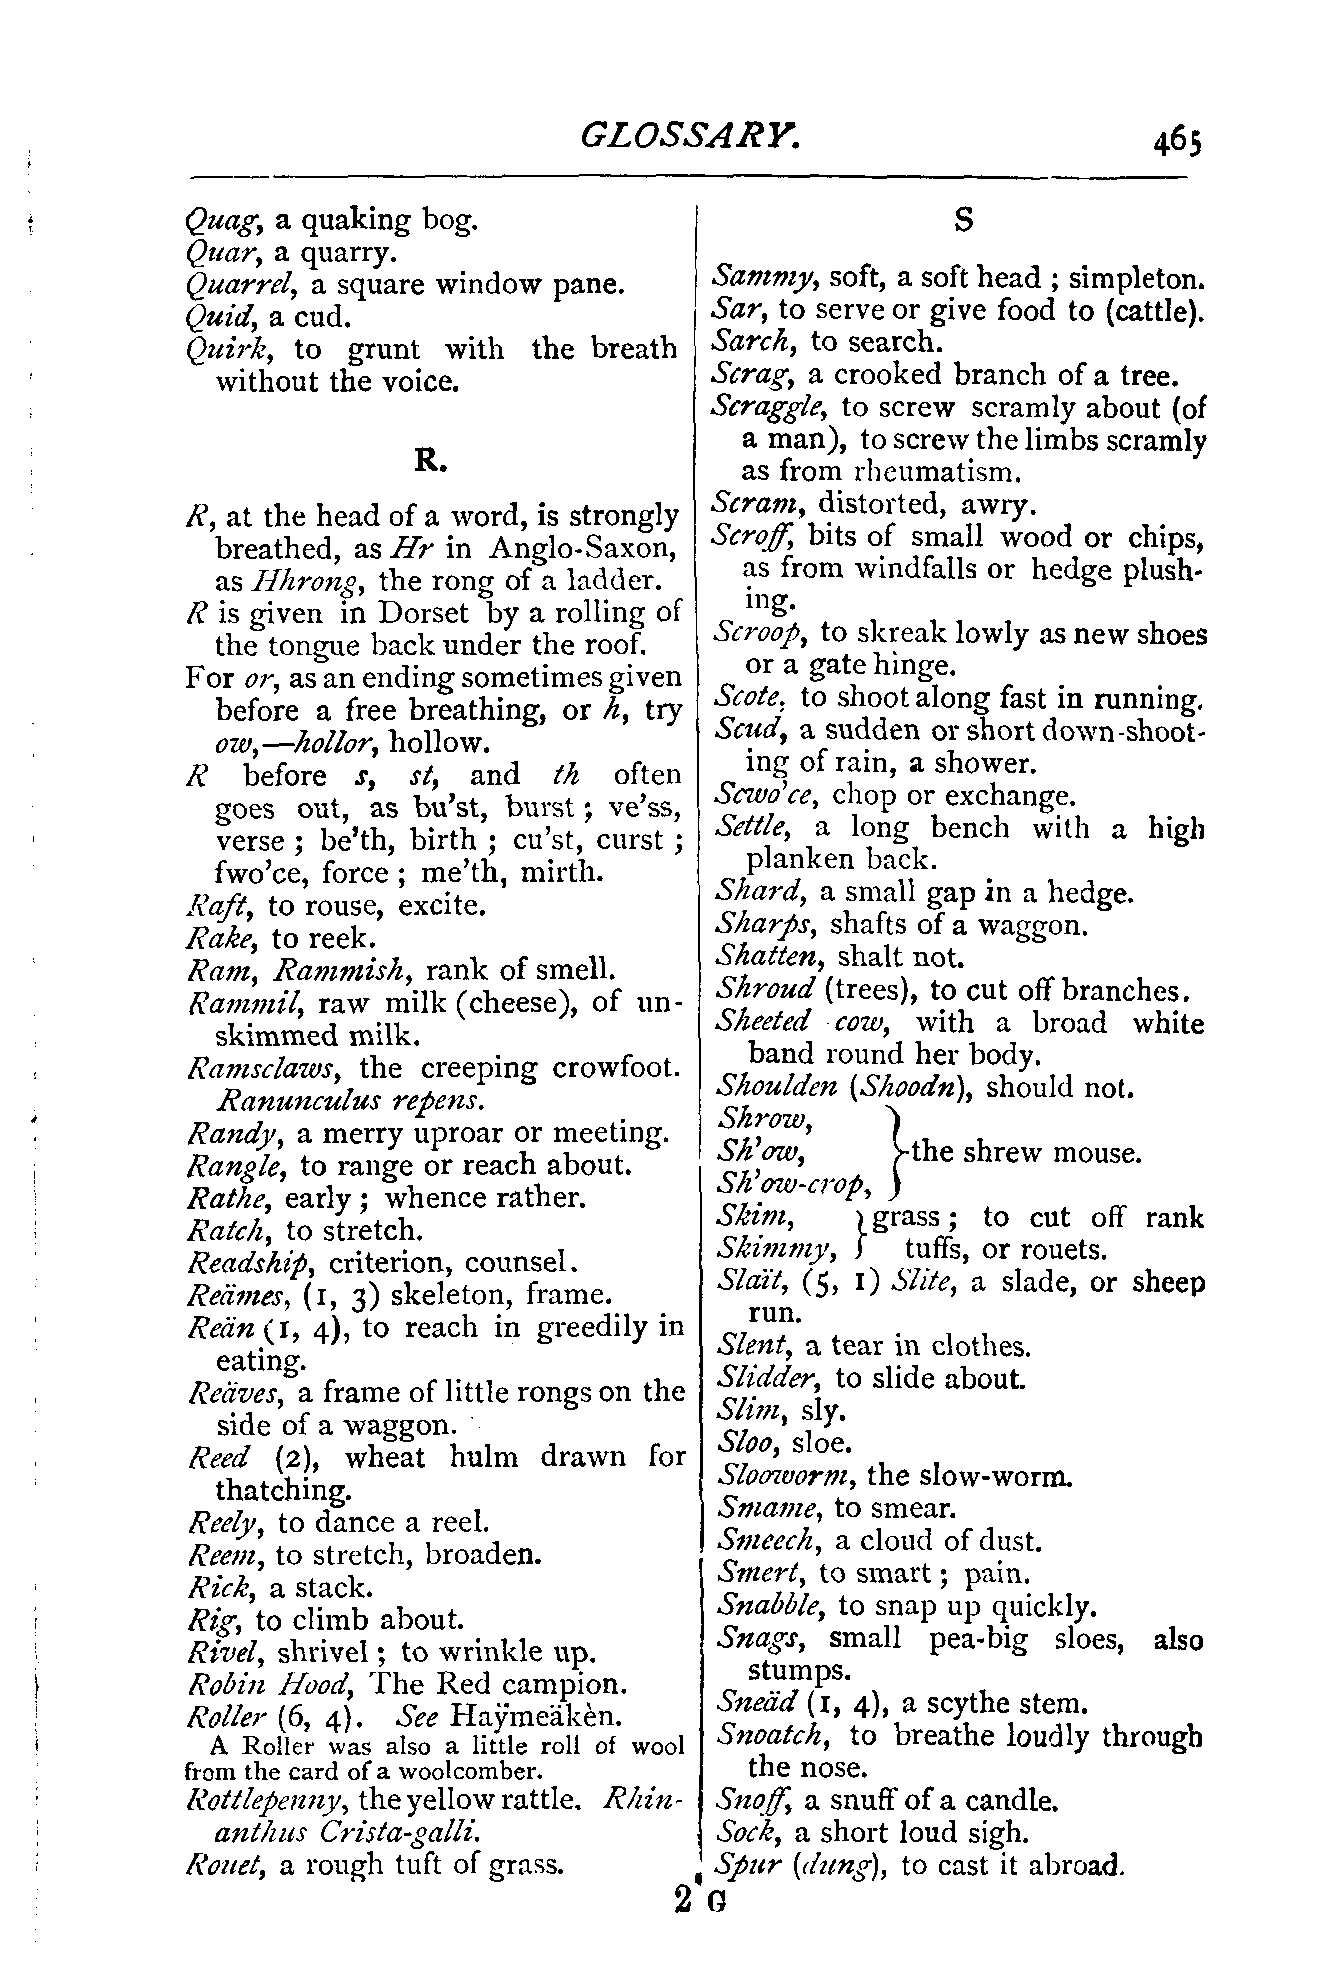 GLOSSARY. 465
Quag, a quaking bog.
Quar, a quarry.
Quarrel, a square window pane.
Quid, a cud.
Quirk, to grunt with the breath
without the voice.
R.
R, at the head of a word, is strongly
breathed, as Hr in Anglo-Saxon,
as Hhrong, the rong of a ladder.
R is given in Dorset by a rolling of
the tongue back under the roof.
For or, as an ending sometimes given
before a free breathing, or h, try
ow,—hollor, hollow.
R before s, st, and th often
goes out, as bu'st, burst; ve'ss,
verse; be'th, birth; cu'st, curst;
fwo'ce, force; me'th, mirth.
Raft, to rouse, excite.
Rake, to reek.
Ram, Rammish, rank of smell.
Rammil, raw milk (cheese), of un-
skimmed milk.
Ramsclaws, the creeping crowfoot.
Ranunculus repens.
Randy, a merry uproar or meeting.
Rangle, to range or reach about.
Rathe, early; whence rather.
Ratch, to stretch.
Readship, criterion, counsel.
Reämes, (1, 3) skeleton, frame.
Reän (1, 4), to reach in greedily in
eating.
Reäves, a frame of little rongs on the
side of a waggon.
Reed (2), wheat hulm drawn for
thatching.
Reely, to dance a reel.
Reem, to stretch, broaden.
Rick, a stack.
Rig, to climb about.
Rivel, shrivel; to wrinkle up.
Robin Hood, The Red campion.
Roller (6, 4). See Haÿmeäkèn.
A Roller was also a little roll of wool
from the card of a woolcomber.
Rottlepenny, the yellow rattle. Rhin-
anthus Crista-galli.
Rouet, a rough tuft of grass.
S
Sammy, soft, a soft head; simpleton.
Sar, to serve or give food to (cattle).
Sarch, to search.
Scrag, a crooked branch of a tree.
Scraggle, to screw scramly about (of
a man), to screw the limbs scramly
as from rheumatism.
Scram, distorted, awry.
Scroff, bits of small wood or chips,
as from windfalls or hedge plush-
ing.
Scroop, to skreak lowly as new shoes
or a gate hinge.
Scote, to shoot along fast in running.
Scud, a sudden or short down-shoot-
ing of rain, a shower.
Scwo'ce, chop or exchange.
Settle, a long bench with a high
planken back.
Shard, a small gap in a hedge.
Sharps, shafts of a waggon.
Shatten, shalt not.
Shroud (trees), to cut off branches.
Sheeted cow, with a broad white
band round her body.
Shoulden (Shoodn), should not.
Shrow,
Sh'ow, } the shrew mouse.
Sh'ow-crop,
Skim, } grass; to cut off rank
Skimmy, } tuffs, or rouets.
Slaït, (5, 1) Slite, a slade, or sheep
run.
Slent, a tear in clothes.
Slidder, to slide about.
Slim, sly.
Sloo, sloe.
Slooworm, the slow-worm.
Smame, to smear.
Smeech, a cloud of dust.
Smert, to smart; pain.
Snabble, to snap up quickly.
Snags, small pea-big sloes, also
stumps.
Sneäd (1, 4), a scythe stem.
Snoatch, to breathe loudly through
the nose.
Snoff, a snuff of a candle.
Sock, a short loud sigh.
Spur (dung), to cast it abroad.
2 G